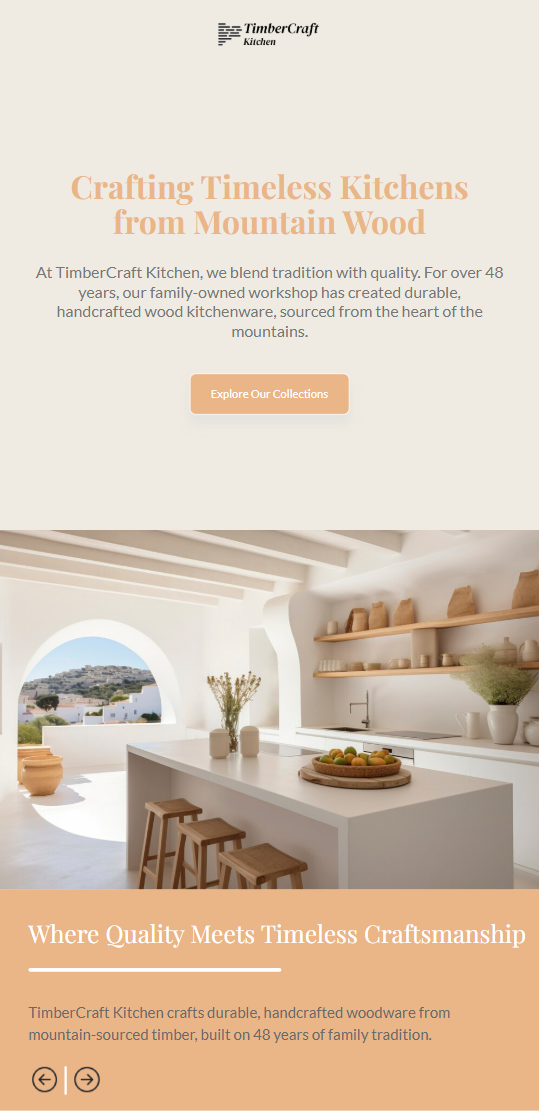 TimberCraft
Kitchen
Crafting Timeless Kitchens
from Mountain Wood
At TimberCraft Kitchen, we blend tradition with quality. For over 48
years, our family-owned workshop has created durable,
handcrafted wood kitchenware, sourced from the heart of the
mountains.
Explore Our Collections
Where Quality Meets Timeless Craftsmanship
TimberCraft Kitchen crafts durable, handcrafted woodware from
mountain-sourced timber, built on 48 years of family tradition.